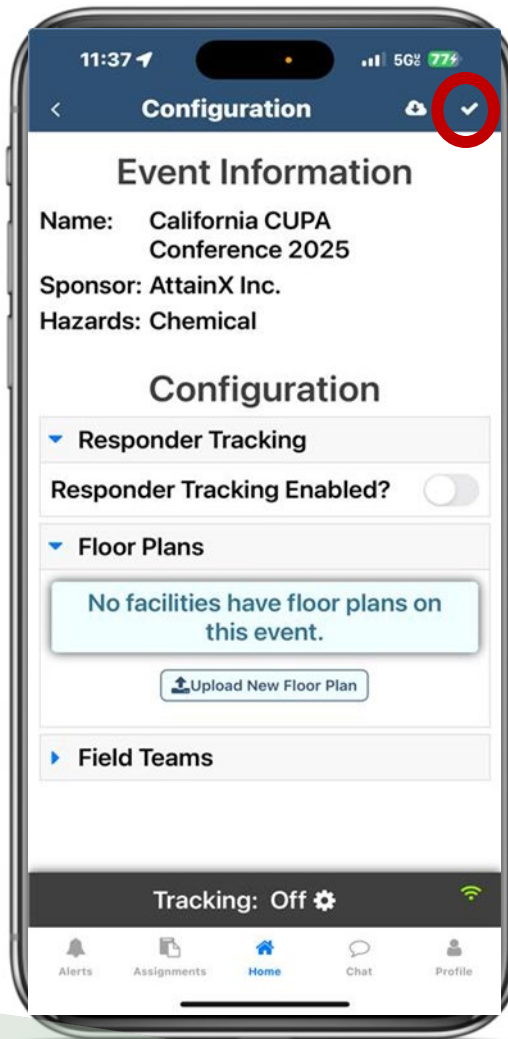 11:37 5G 77
Configuration
Event Information
Name: California CUPA
Conference 2025
Sponsor: AttainX Inc.
Hazards: Chemical
Configuration
Responder Tracking
Responder Tracking Enabled?
Floor Plans
No facilities have floor plans on
this event.
Upload New Floor Plan
Field Teams
Tracking: Off
Alerts Assignments Home Chat Profile